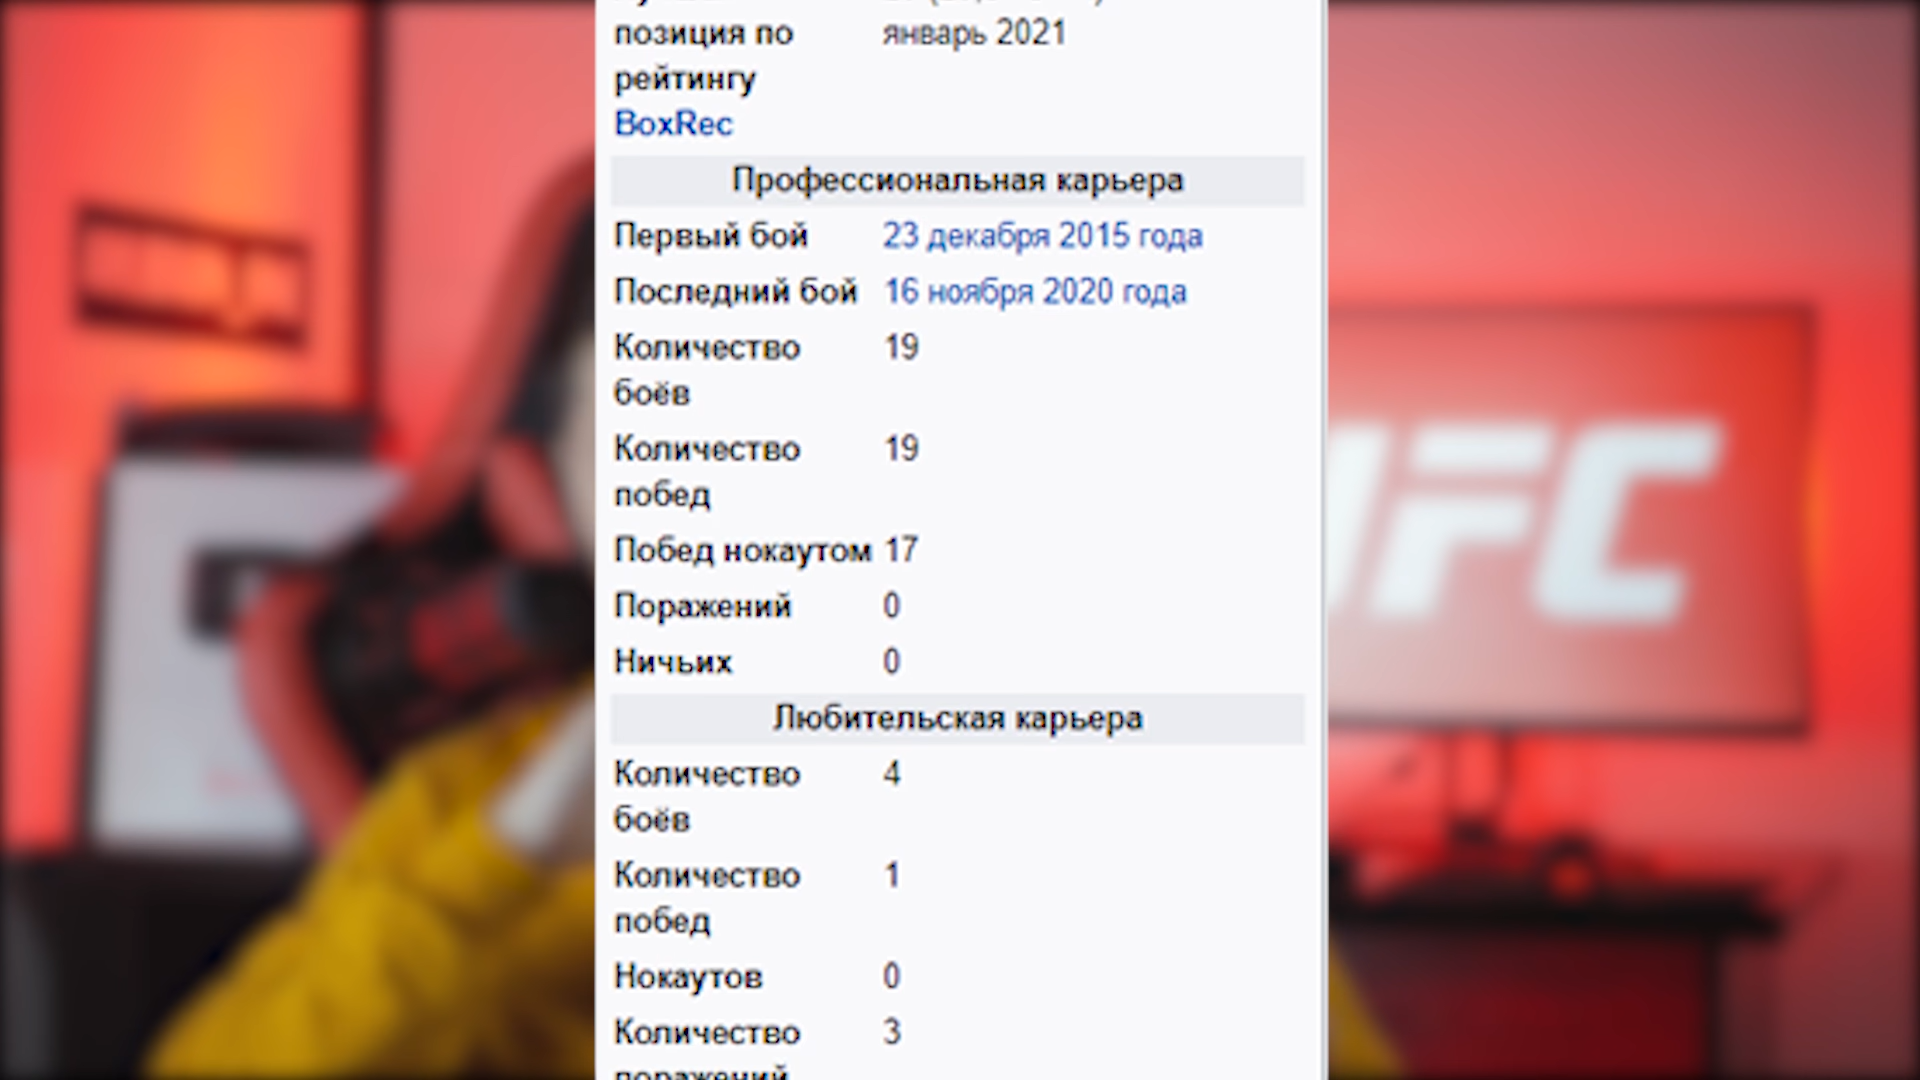 позиция по январь 2021
рейтингу
BoxRec
Профессиональная карьера
Первый бой 23 декабря 2015 года
Последний бой 16 ноября 2020 года
Количество 19
боёв
Количество 19
побед
Побед нокаутом 17
Поражений 0
Ничьих 0
Любительская карьера
Количество 4
боёв
Количество 1
побед
Нокаутов 0
Количество 3
поражений
UFC